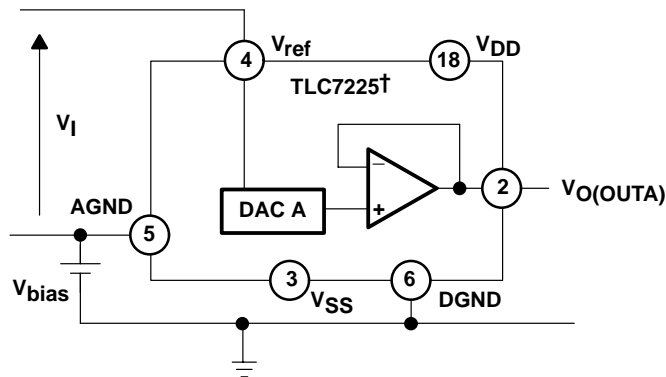 Vref
VDD
4
18
TLC7225†
VI
−
2
VO(OUTA)
AGND
DAC A
+
5
3
6
Vbias
VSS
DGND